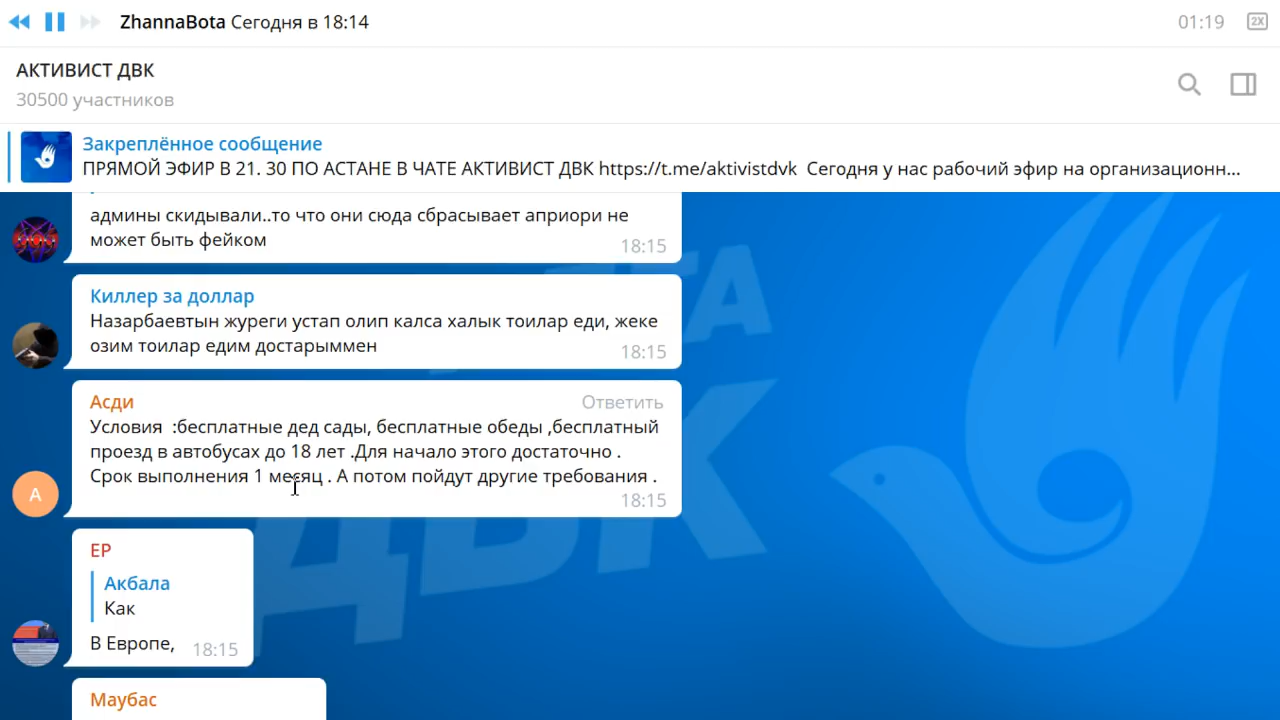 ZhannaBota Сегодня в 18:14
01:19
2X
АКТИВИСТ ДВК
30500 участников
Закреплённое сообщение
ПРЯМОЙ ЭФИР В 21. 30 ПО АСТАНЕ В ЧАТЕ АКТИВИСТ ДВК https://t.me/aktivistdvk Сегодня у нас рабочий эфир на организационн...
админы скидывали..то что они сюда сбрасывает априори не
может быть фейком
18:15
Киллер за доллар
Назарбаевтын журеги устап олип калса халык тоилар еди, жеке
озим тоилар едим достарыммен
18:15
Асди
Ответить
Условия :бесплатные дед сады, бесплатные обеды ,бесплатный
проезд в автобусах до 18 лет .Для начало этого достаточно .
Срок выполнения 1 месяц . А потом пойдут другие требования .
18:15
А
ЕР
Акбала
Как
В Европе,
18:15
Маубас
ДВК